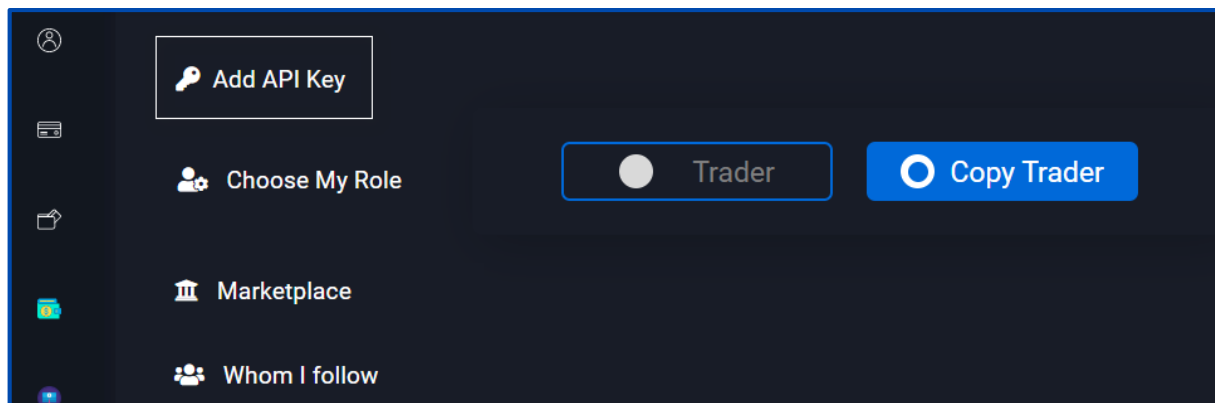 Add API Key
Choose My Role
Trader
Copy Trader
Marketplace
Whom I follow